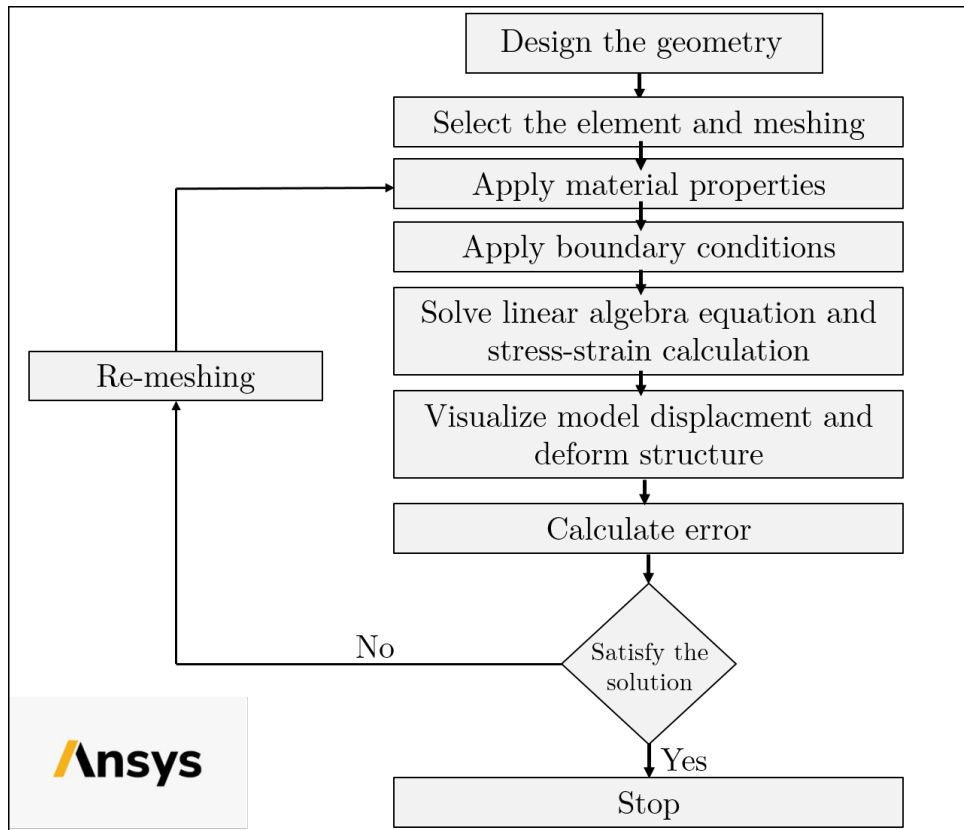 Design the geometry
Select the element and meshing
Apply material properties
Apply boundary conditions
Solve linear algebra equation and
stress-strain calculation
Re-meshing
Visualize model displacment and
deform structure
Calculate error
Satisfy the
solution
No
Yes
Ansys
Stop